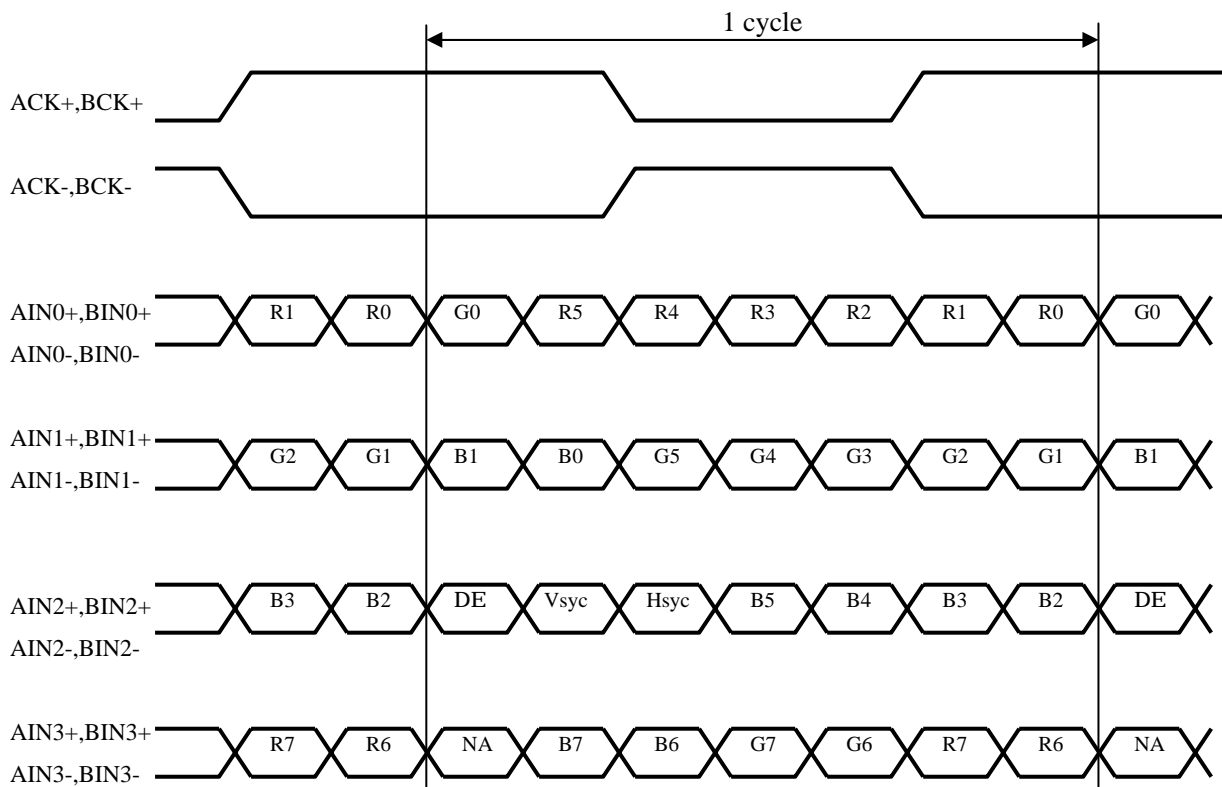 1 cycle
ACK+,BCK+
ACK-,BCK-
AIN0+,BIN0+
R1 R0 G0 R5 R4 R3 R2 R1 R0 G0
AIN0-,BIN0-
AIN1+,BIN1+
G2 G1 B1 B0 G5 G4 G3 G2 G1 B1
AIN1-,BIN1-
AIN2+,BIN2+
B3 B2 DE Vsyc Hsyc B5 B4 B3 B2 DE
AIN2-,BIN2-
AIN3+,BIN3+
R7 R6 NA B7 B6 G7 G6 R7 R6 NA
AIN3-,BIN3-